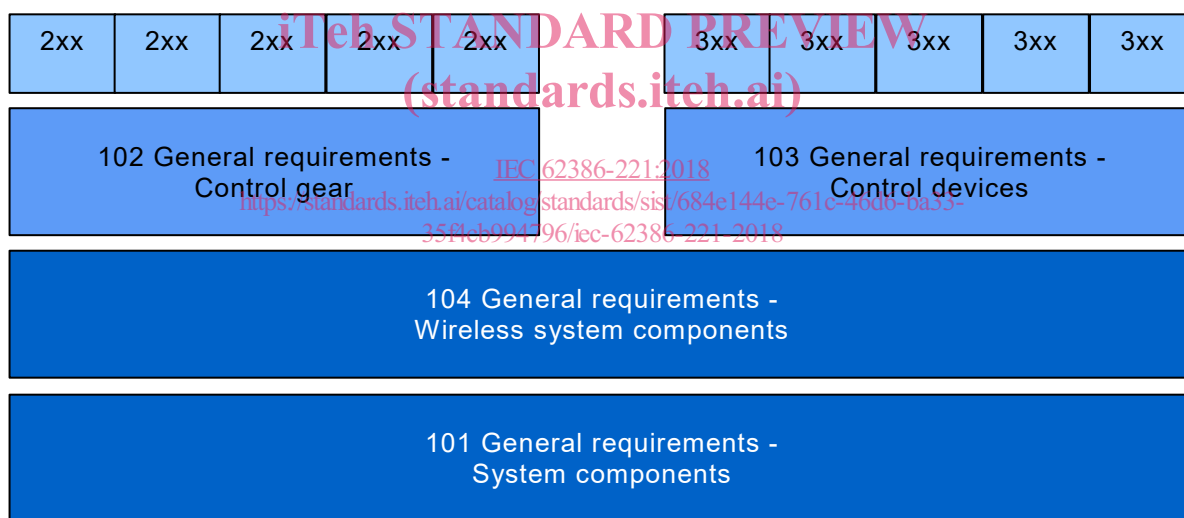 iTeh STANDARD PREVIEW
2xx 2xx 2xx 2xx 2xx 3xx 3xx 3xx 3xx 3xx
(standards.iteh.ai)
102 General requirements -
Control gear
103 General requirements -
Control devices
IEC 62386-221:2018
https://standards.iteh.ai/catalog/standards/sist/684e144e-761c-46d6-ba33-
35f4cb994796/iec-62386-221-2018
104 General requirements -
Wireless system components
101 General requirements -
System components